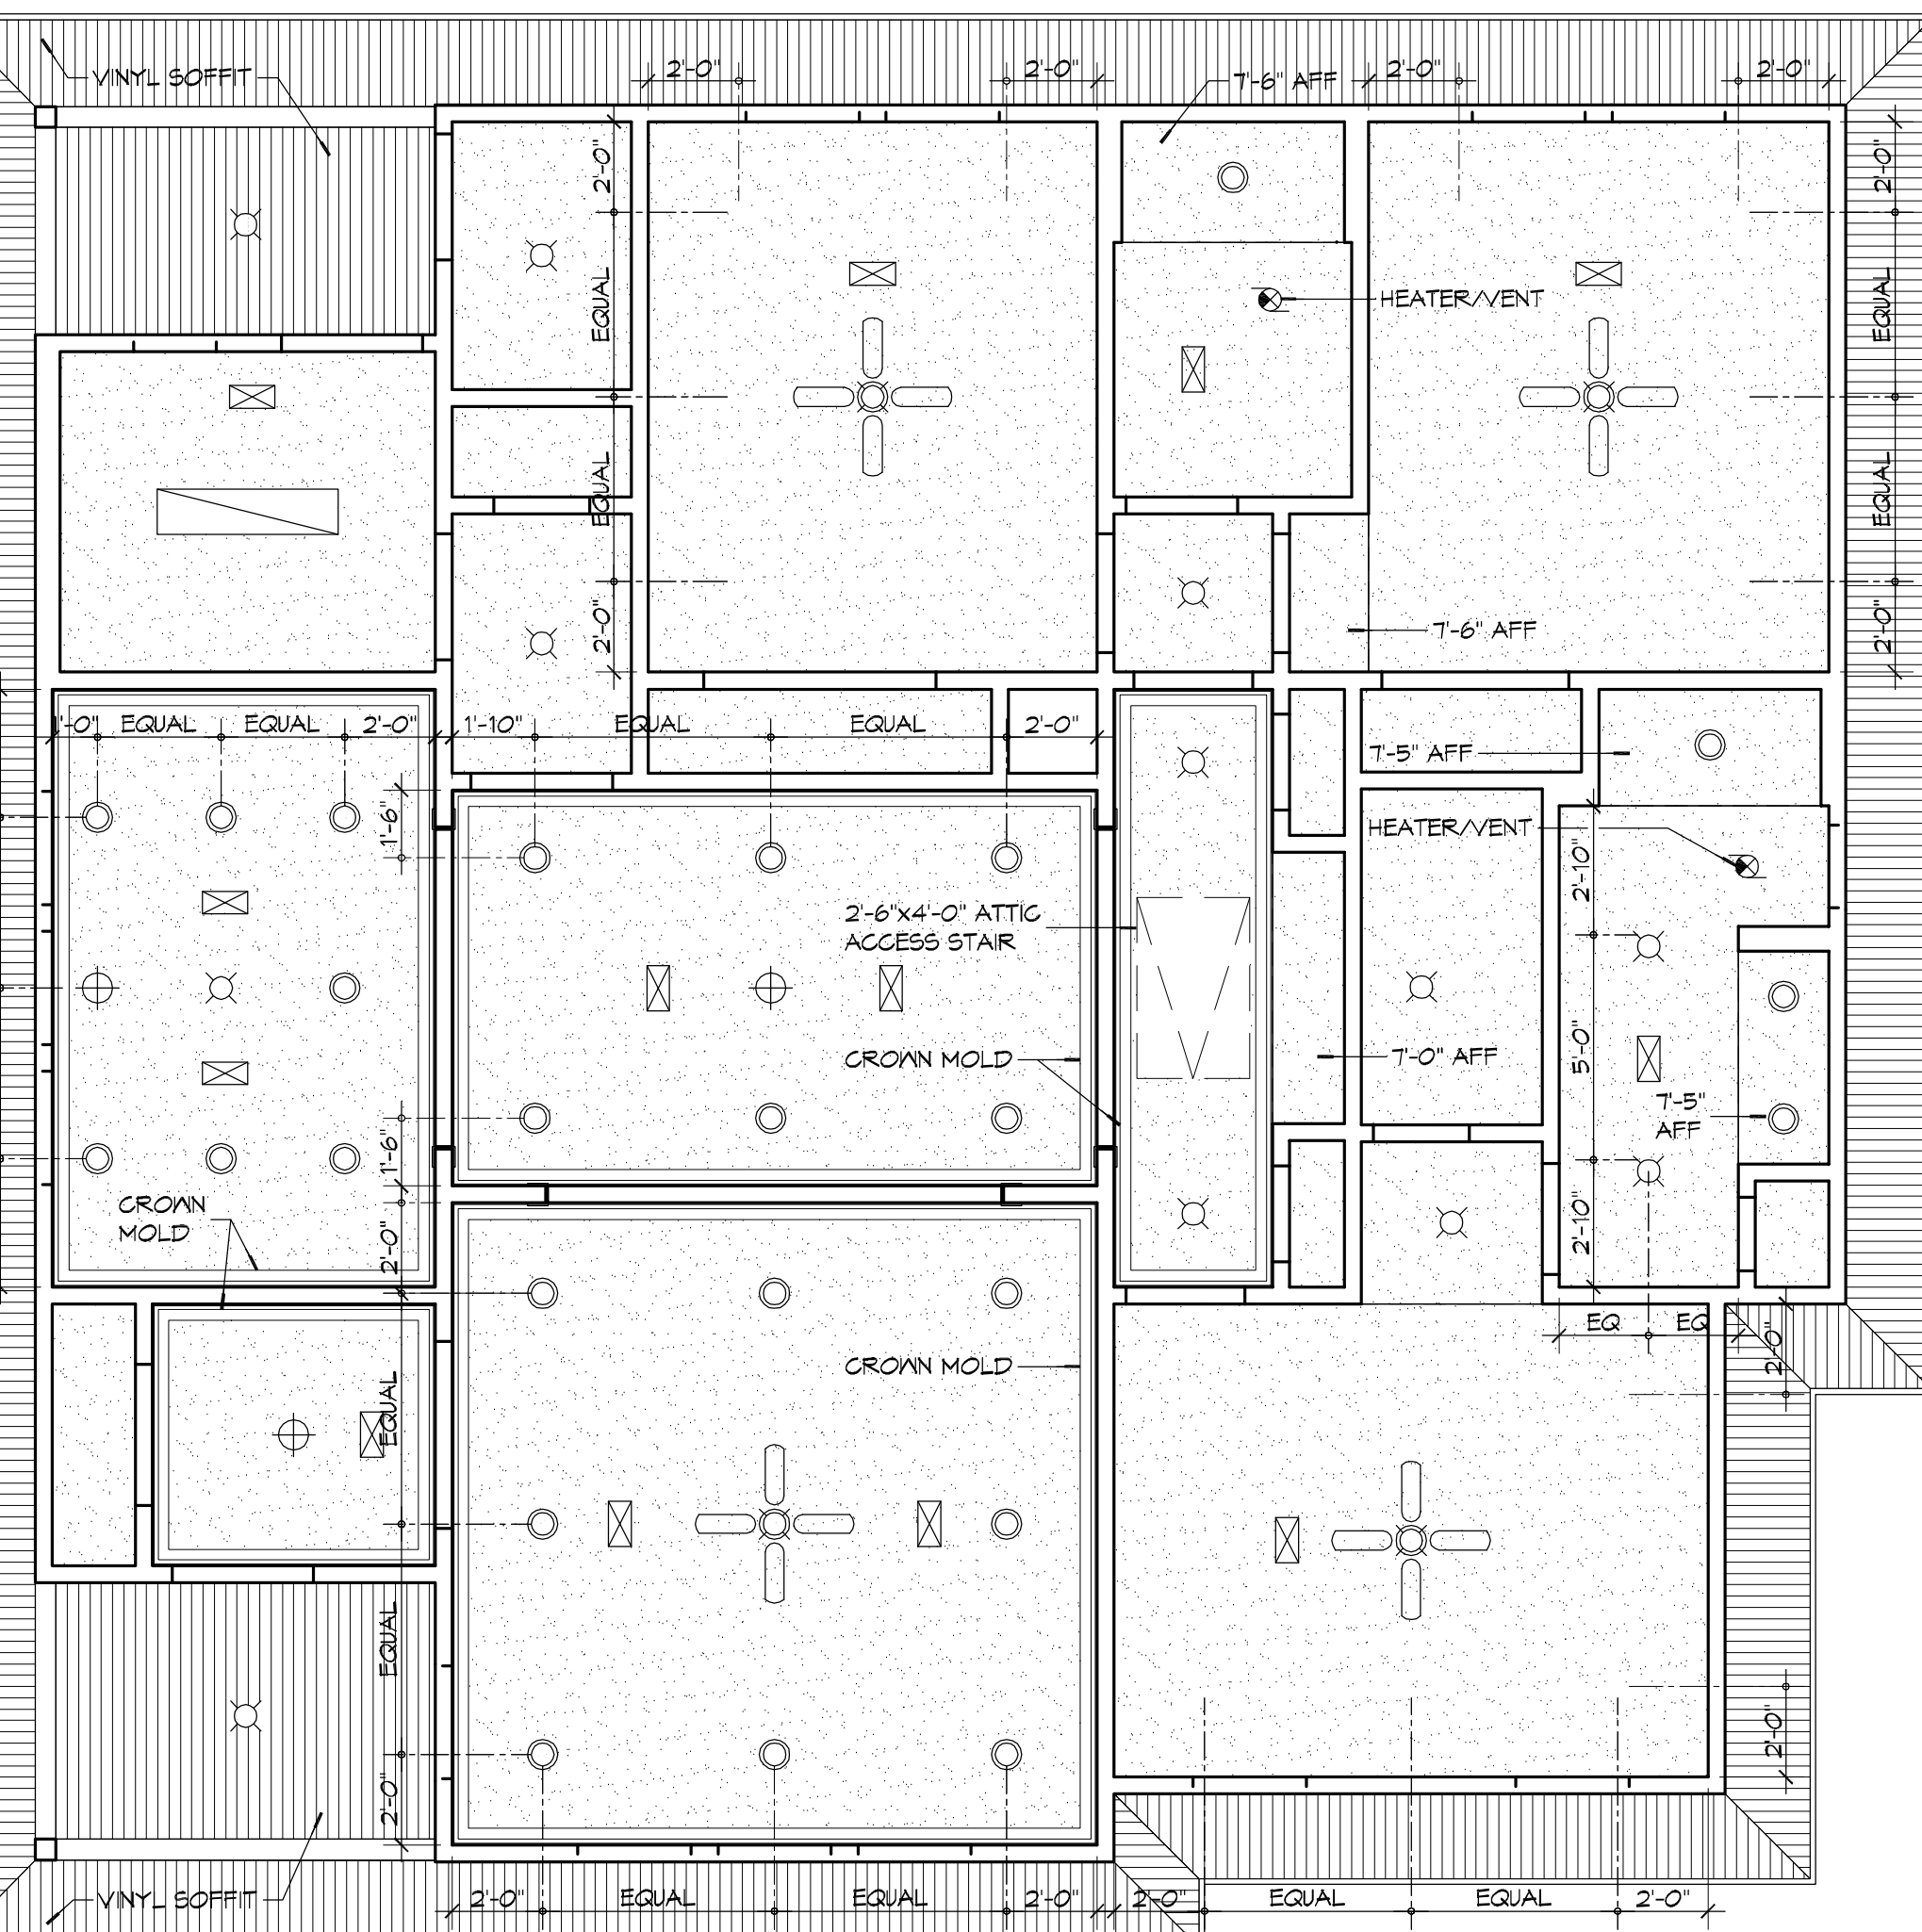 2'-0"
2'-0"
7'-6" AFF
2'-0"
2'-0"
VINYL SOFFIT
2'-0"
2'-0"
EQUAL
EQUAL
HEATER/VENT
EQUAL
EQUAL
2'-0"
2'-0"
7'-6" AFF
1'-0"
EQUAL
EQUAL
2'-0"
1'-10"
EQUAL
EQUAL
2'-0"
7'-5" AFF
1'-6"
HEATER/VENT
2'-10"
2'-6"x4'-0" ATTIC
ACCESS STAIR
5'-0"
CROWN MOLD
7'-0" AFF
7'-5"
AFF
1'-6"
CROWN
MOLD
2'-0"
2'-10"
EQ
EQ
2'-0"
CROWN MOLD
EQUAL
EQUAL
2'-0"
2'-0"
VINYL SOFFIT
2'-0"
EQUAL
EQUAL
2'-0"
2'-0"
EQUAL
EQUAL
2'-0"